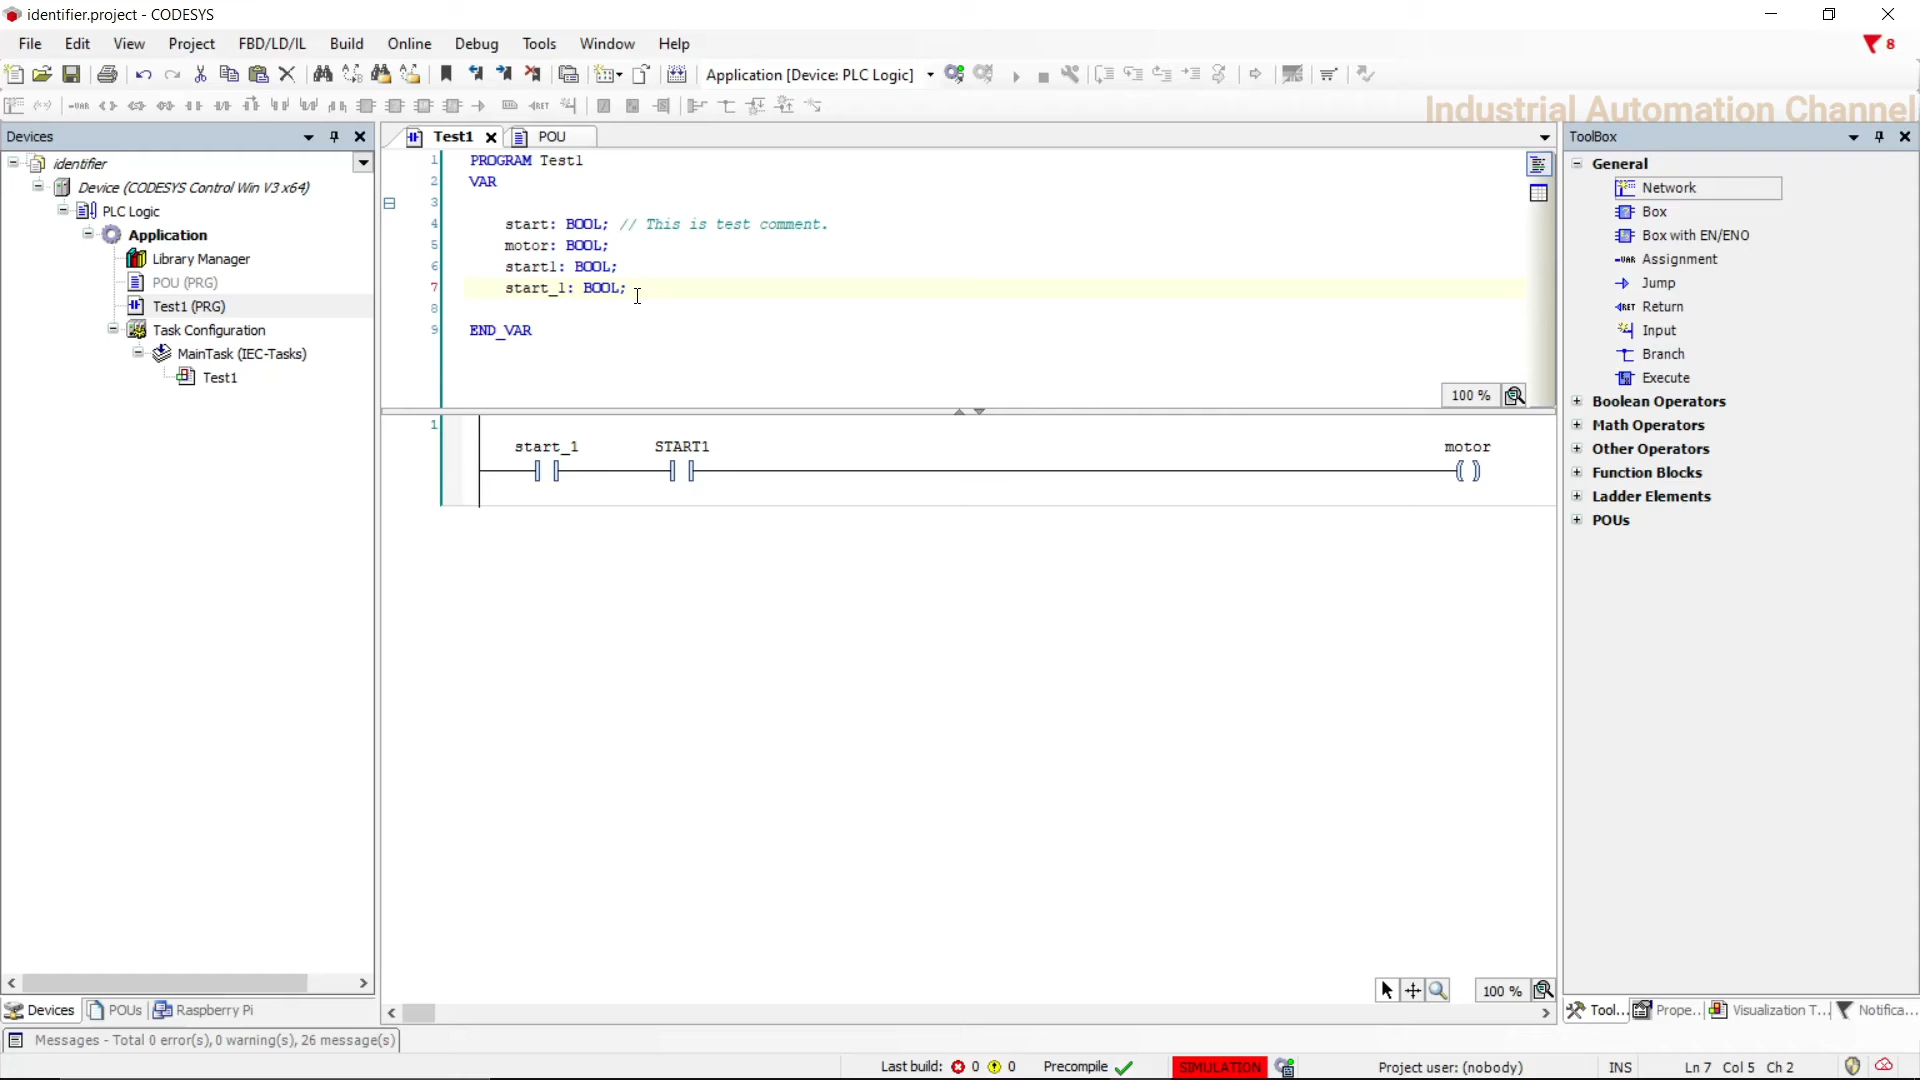 identifier.project - CODESYS
File Edit View Project FBD/LD/IL Build Online Debug Tools Window Help 8
Application [Device: PLC Logic]
Industrial Automation Channel
Devices
identifier
Device (CODESYS Control Win V3 x64)
PLC Logic
Application
Library Manager
POU (PRG)
Test1 (PRG)
Task Configuration
MainTask (IEC-Tasks)
Test1
Test1 POU
1 PROGRAM Test1
2 VAR
3
4 start: BOOL; // This is test comment.
5 motor: BOOL;
6 start1: BOOL;
7 start_1: BOOL;
8
9 END_VAR
100 %
1
start_1 START1 motor
100 %
ToolBox
General
Network
Box
Box with EN/ENO
Assignment
Jump
Return
Input
Branch
Execute
Boolean Operators
Math Operators
Other Operators
Function Blocks
Ladder Elements
POUs
Devices POUs Raspberry Pi
Tool... Prope... Visualization T... Notifica...
Messages - Total 0 error(s), 0 warning(s), 26 message(s)
Last build: 0 0 Precompile SIMULATION Project user: (nobody) INS Ln 7 Col 5 Ch 2